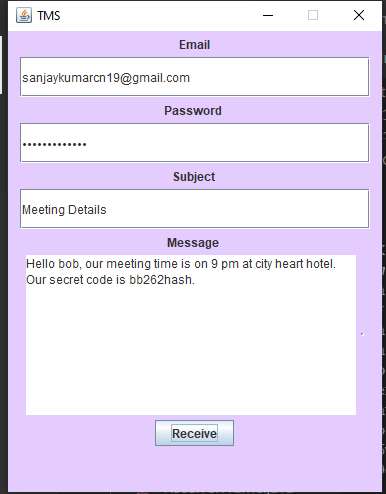 TMS
Email
sanjaykumarcn19@gmail.com
Password
•••••••••••••
Subject
Meeting Details
Message
Hello bob, our meeting time is on 9 pm at city heart hotel.
Our secret code is bb262hash.
Receive